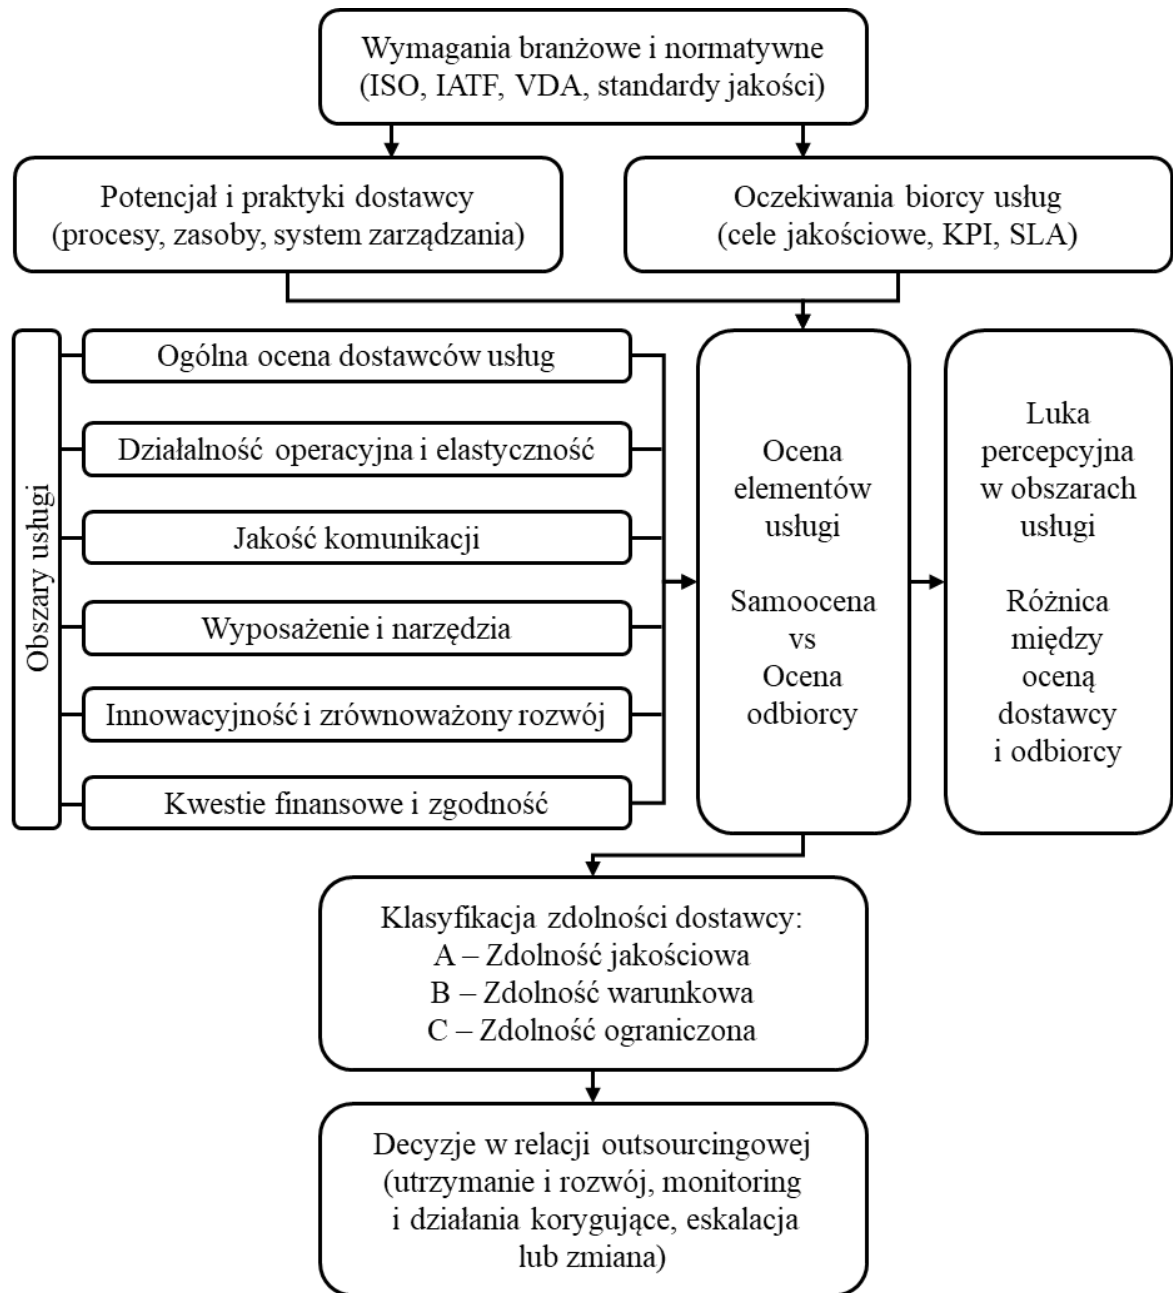 Wymagania branżowe i normatywne
(ISO, IATF, VDA, standardy jakości)
Potencjał i praktyki dostawcy
(procesy, zasoby, system zarządzania)
Oczekiwania biorcy usług
(cele jakościowe, KPI, SLA)
Obszary usługi
Ogólna ocena dostawców usług
Działalność operacyjna i elastyczność
Jakość komunikacji
Wyposażenie i narzędzia
Innowacyjność i zrównoważony rozwój
Kwestie finansowe i zgodność
Ocena
elementów
usługi
Samoocena
vs
Ocena
odbiorcy
Luka
percepcyjna
w obszarach
usługi
Różnica
między
oceną
dostawcy
i odbiorcy
Klasyfikacja zdolności dostawcy:
A – Zdolność jakościowa
B – Zdolność warunkowa
C – Zdolność ograniczona
Decyzje w relacji outsourcingowej
(utrzymanie i rozwój, monitoring
i działania korygujące, eskalacja
lub zmiana)